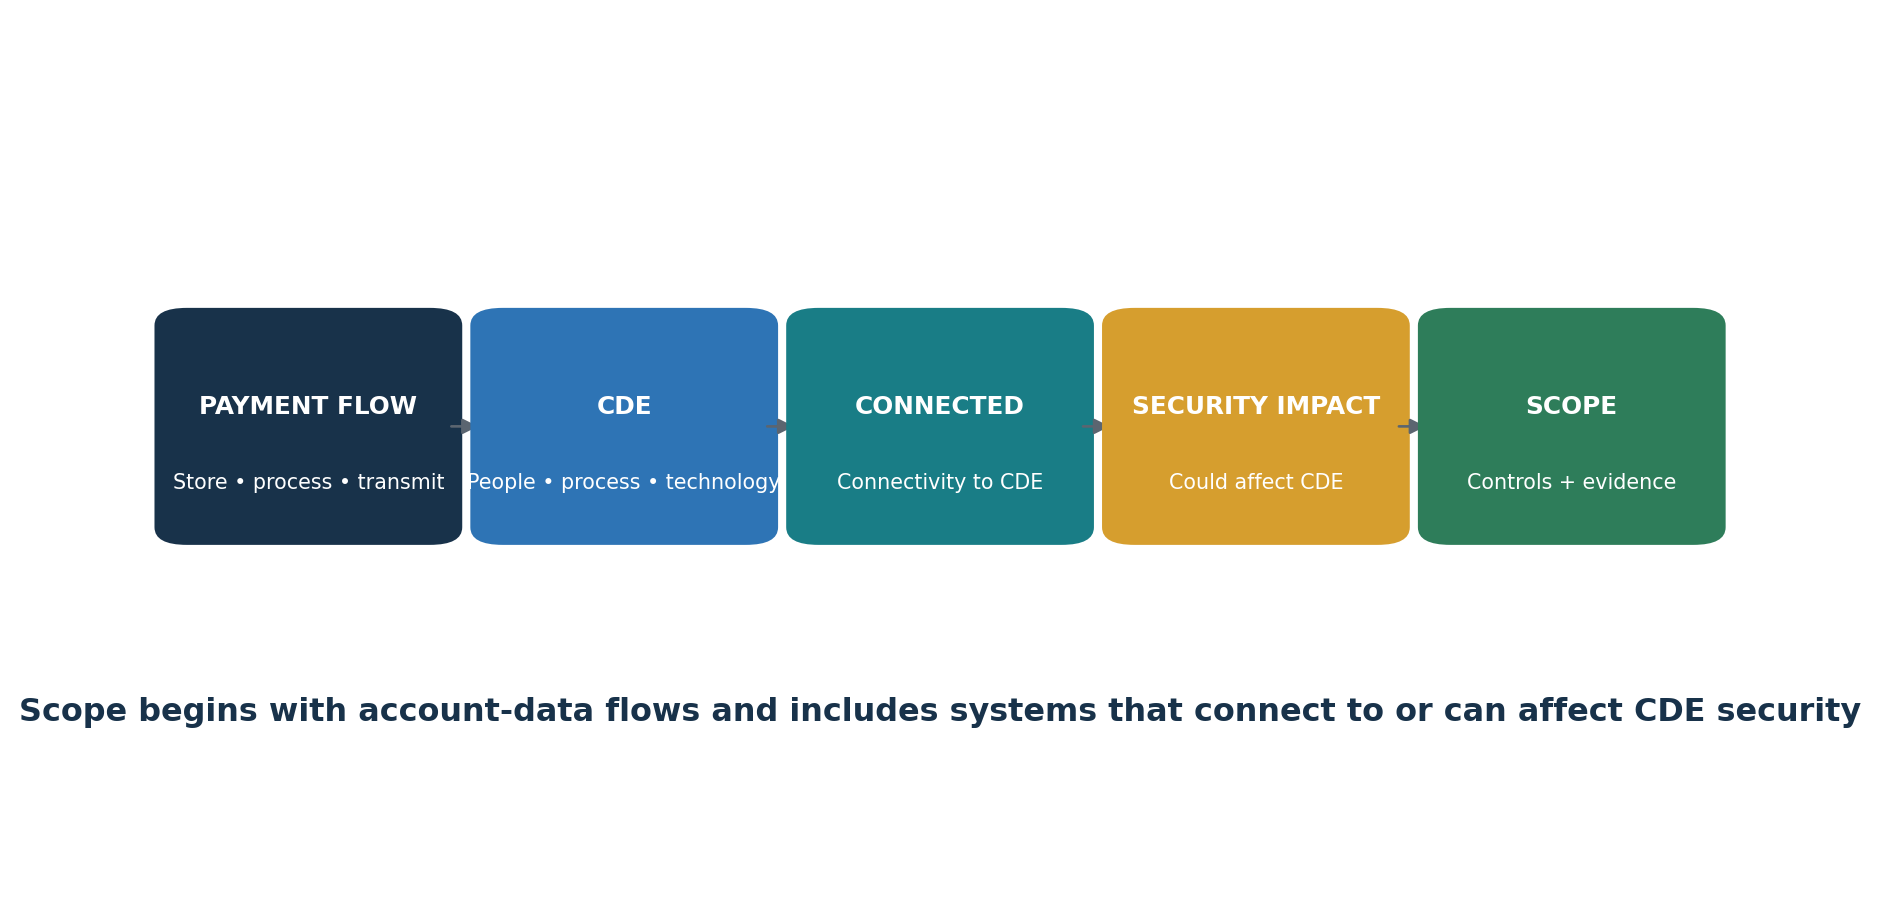 PAYMENT FLOW
Store • process • transmit
CDE
People • process • technology
CONNECTED
Connectivity to CDE
SECURITY IMPACT
Could affect CDE
SCOPE
Controls + evidence
Scope begins with account-data flows and includes systems that connect to or can affect CDE security